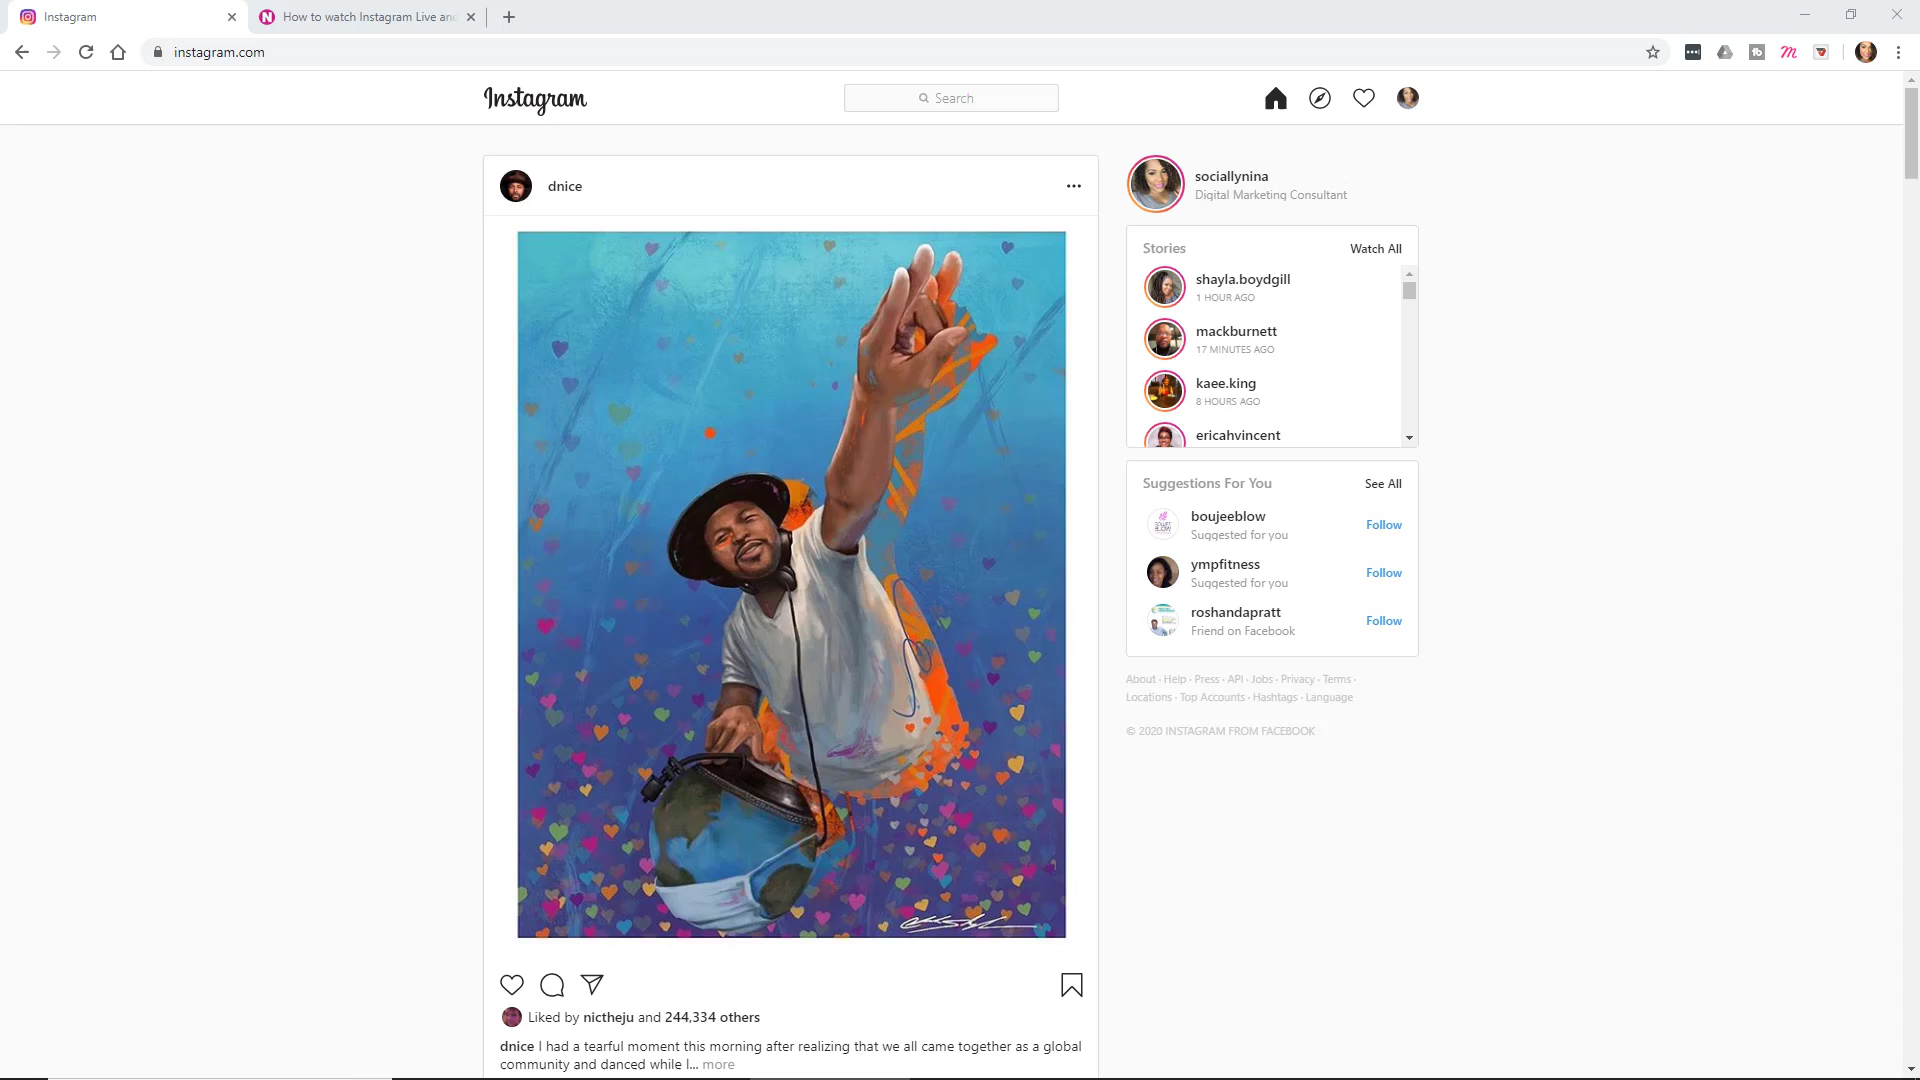 Instagram
How to watch Instagram Live and
instagram.com
Instagram
Search
dnice
sociallynina
Digital Marketing Consultant
Stories
Watch All
shayla.boydgill
1 HOUR AGO
mackburnett
17 MINUTES AGO
kaee.king
8 HOURS AGO
ericahvincent
Suggestions For You
See All
boujeeblow
Suggested for you
Follow
ympfitness
Suggested for you
Follow
roshandapratt
Friend on Facebook
Follow
About · Help · Press · API · Jobs · Privacy · Terms ·
Locations · Top Accounts · Hashtags · Language
© 2020 INSTAGRAM FROM FACEBOOK
Liked by nictheju and 244,334 others
dnice I had a tearful moment this morning after realizing that we all came together as a global
community and danced while I... more